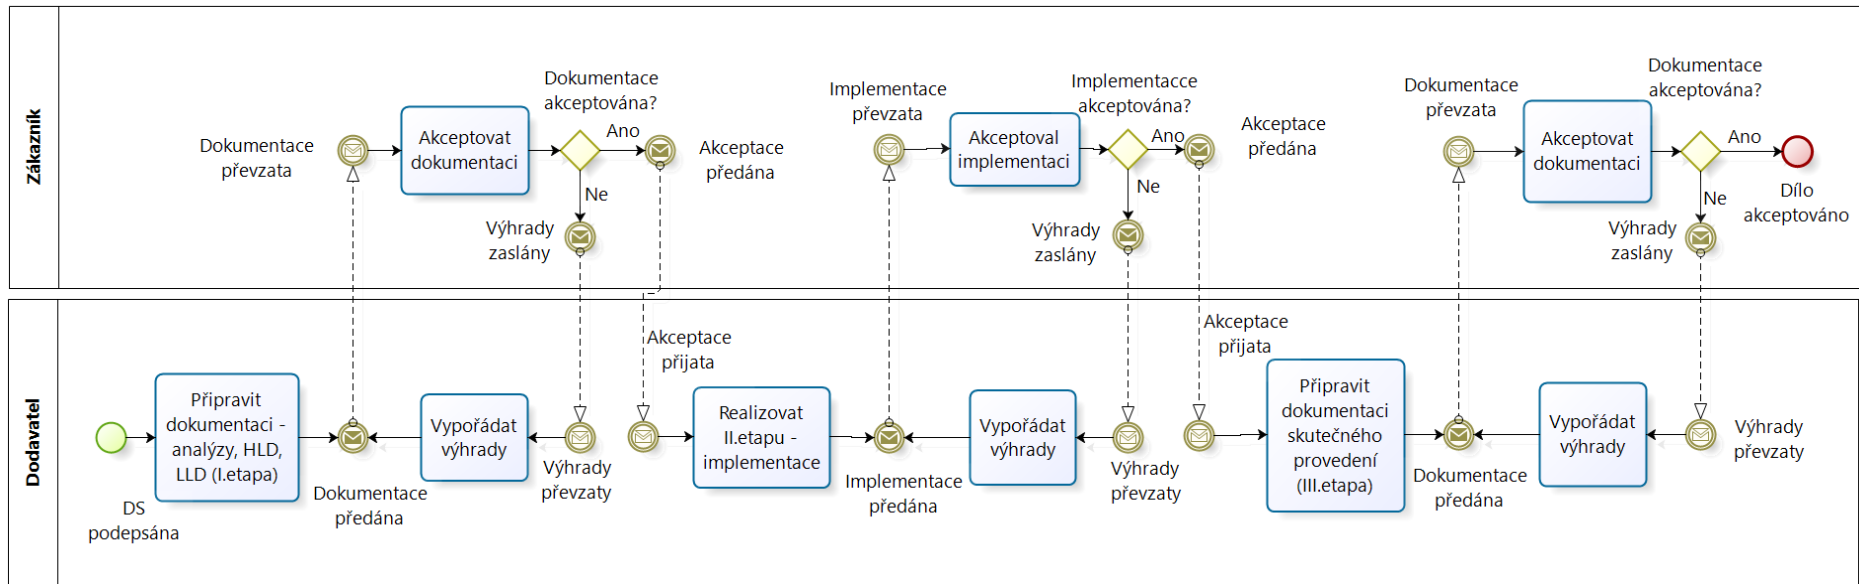 Zákazník
Dokumentace
převzata
Akceptovat
dokumentaci
Dokumentace
akceptována?
Ano
Ne
Akceptace
předána
Výhrady
zaslány
Implementace
převzata
Akceptoval
implementaci
Implementacce
akceptována?
Ano
Ne
Akceptace
předána
Výhrady
zaslány
Dokumentace
převzata
Akceptovat
dokumentaci
Dokumentace
akceptována?
Ano
Ne
Dílo
akceptováno
Výhrady
zaslány
Dodavatel
DS
podepsána
Připravit
dokumentaci -
analýzy, HLD,
LLD (I.etapa)
Dokumentace
předána
Vypořádat
výhrady
Výhrady
převzaty
Akceptace
přijata
Realizovat
II.etapu -
implementace
Implementace
předána
Vypořádat
výhrady
Výhrady
převzaty
Akceptace
přijata
Připravit
dokumentaci
skutečného
provedení
(III.etapa)
Dokumentace
předána
Vypořádat
výhrady
Výhrady
převzaty